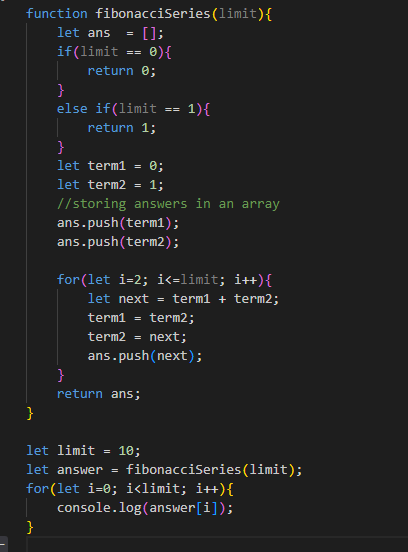 function fibonacciSeries(limit){
    let ans  = [];
    if(limit == 0){
        return 0;
    }
    else if(limit == 1){
        return 1;
    }
    let term1 = 0;
    let term2 = 1;
    //storing answers in an array
    ans.push(term1);
    ans.push(term2);

    for(let i=2; i<=limit; i++){
        let next = term1 + term2;
        term1 = term2;
        term2 = next;
        ans.push(next);
    }
    return ans;
}

let limit = 10;
let answer = fibonacciSeries(limit);
for(let i=0; i<limit; i++){
    console.log(answer[i]);
}